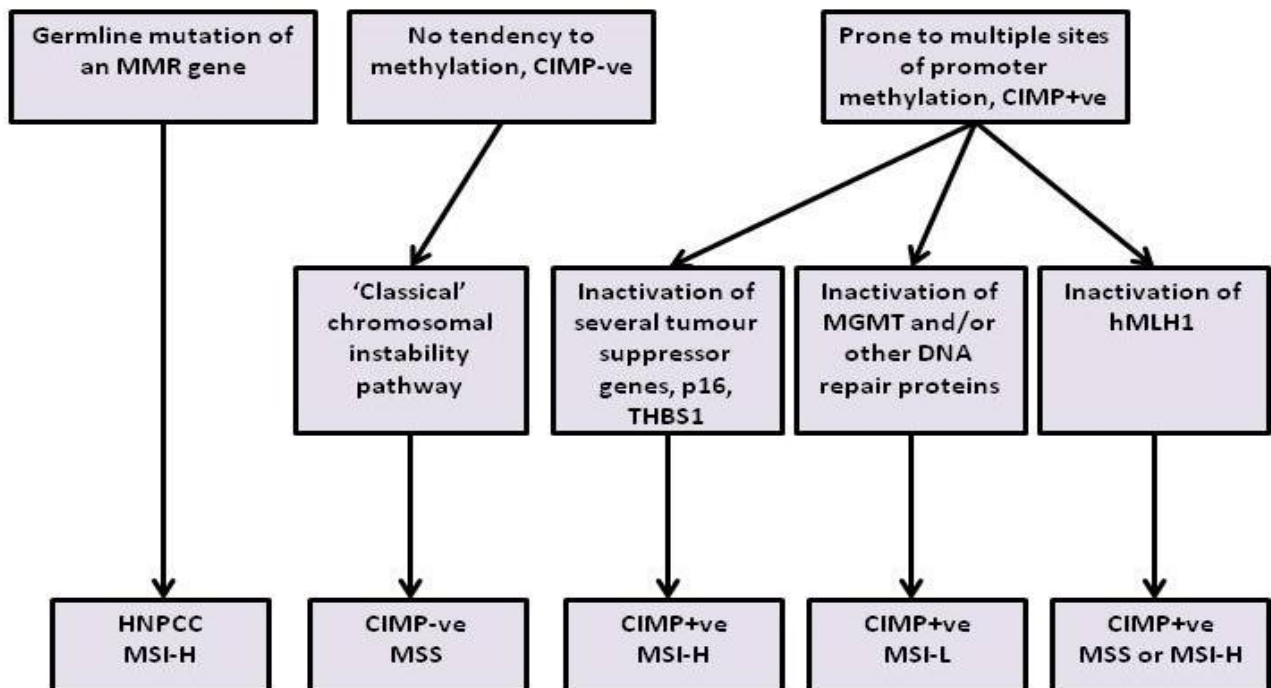 Germline mutation of
an MMR gene
No tendency to
methylation, CIMP-ve
Prone to multiple sites
of promoter
methylation, CIMP+ve
‘Classical’
chromosomal
instability
pathway
Inactivation of
several tumour
suppressor
genes, p16,
THBS1
Inactivation of
MGMT and/or
other DNA
repair proteins
Inactivation of
hMLH1
HNPCC
MSI-H
CIMP-ve
MSS
CIMP+ve
MSI-H
CIMP+ve
MSI-L
CIMP+ve
MSS or MSI-H